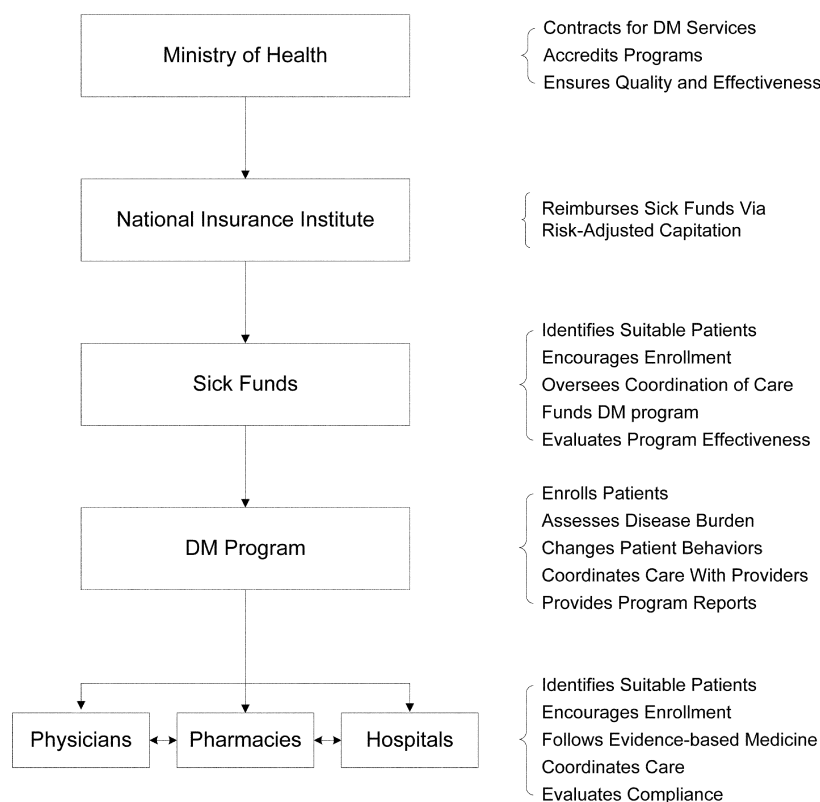 Ministry of Health
Contracts for DM Services
Accredits Programs
Ensures Quality and Effectiveness
National Insurance Institute
Reimburses Sick Funds Via
Risk-Adjusted Capitation
Sick Funds
Identifies Suitable Patients
Encourages Enrollment
Oversees Coordination of Care
Funds DM program
Evaluates Program Effectiveness
DM Program
Enrolls Patients
Assesses Disease Burden
Changes Patient Behaviors
Coordinates Care With Providers
Provides Program Reports
Physicians
Pharmacies
Hospitals
Identifies Suitable Patients
Encourages Enrollment
Follows Evidence-based Medicine
Coordinates Care
Evaluates Compliance